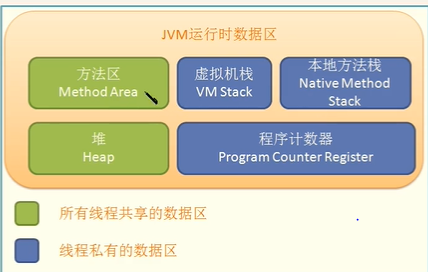 JVM运行时数据区
方法区
Method Area
虚拟机栈
VM Stack
本地方法栈
Native Method
Stack
堆
Heap
程序计数器
Program Counter Register
所有线程共享的数据区
线程私有的数据区